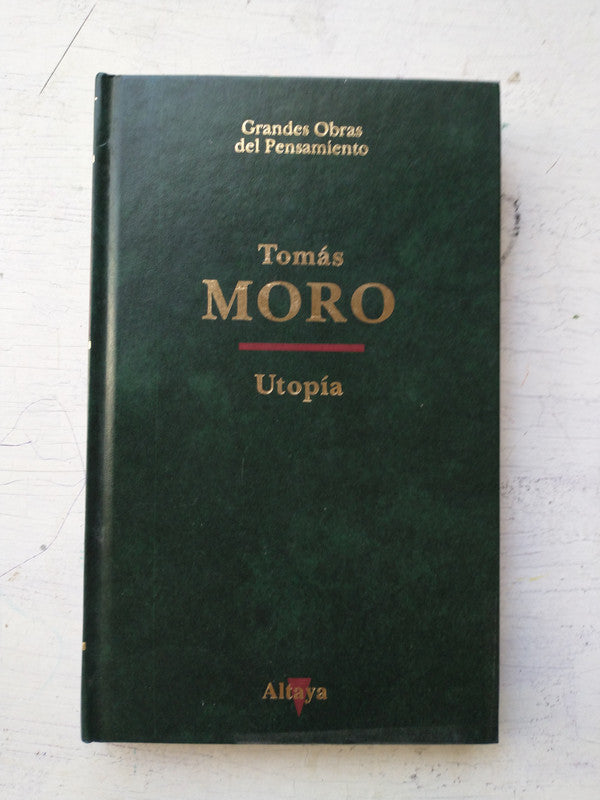 Grandes Obras
del Pensamiento
Tomás
MORO
Utopía
Altaya